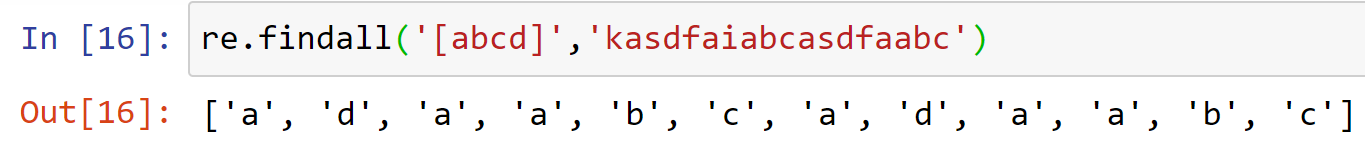 In [16]: re.findall('[abcd]','kasdfaiabcasdfaabc')
Out[16]: ['a', 'd', 'a', 'a', 'b', 'c', 'a', 'd', 'a', 'a', 'b', 'c']